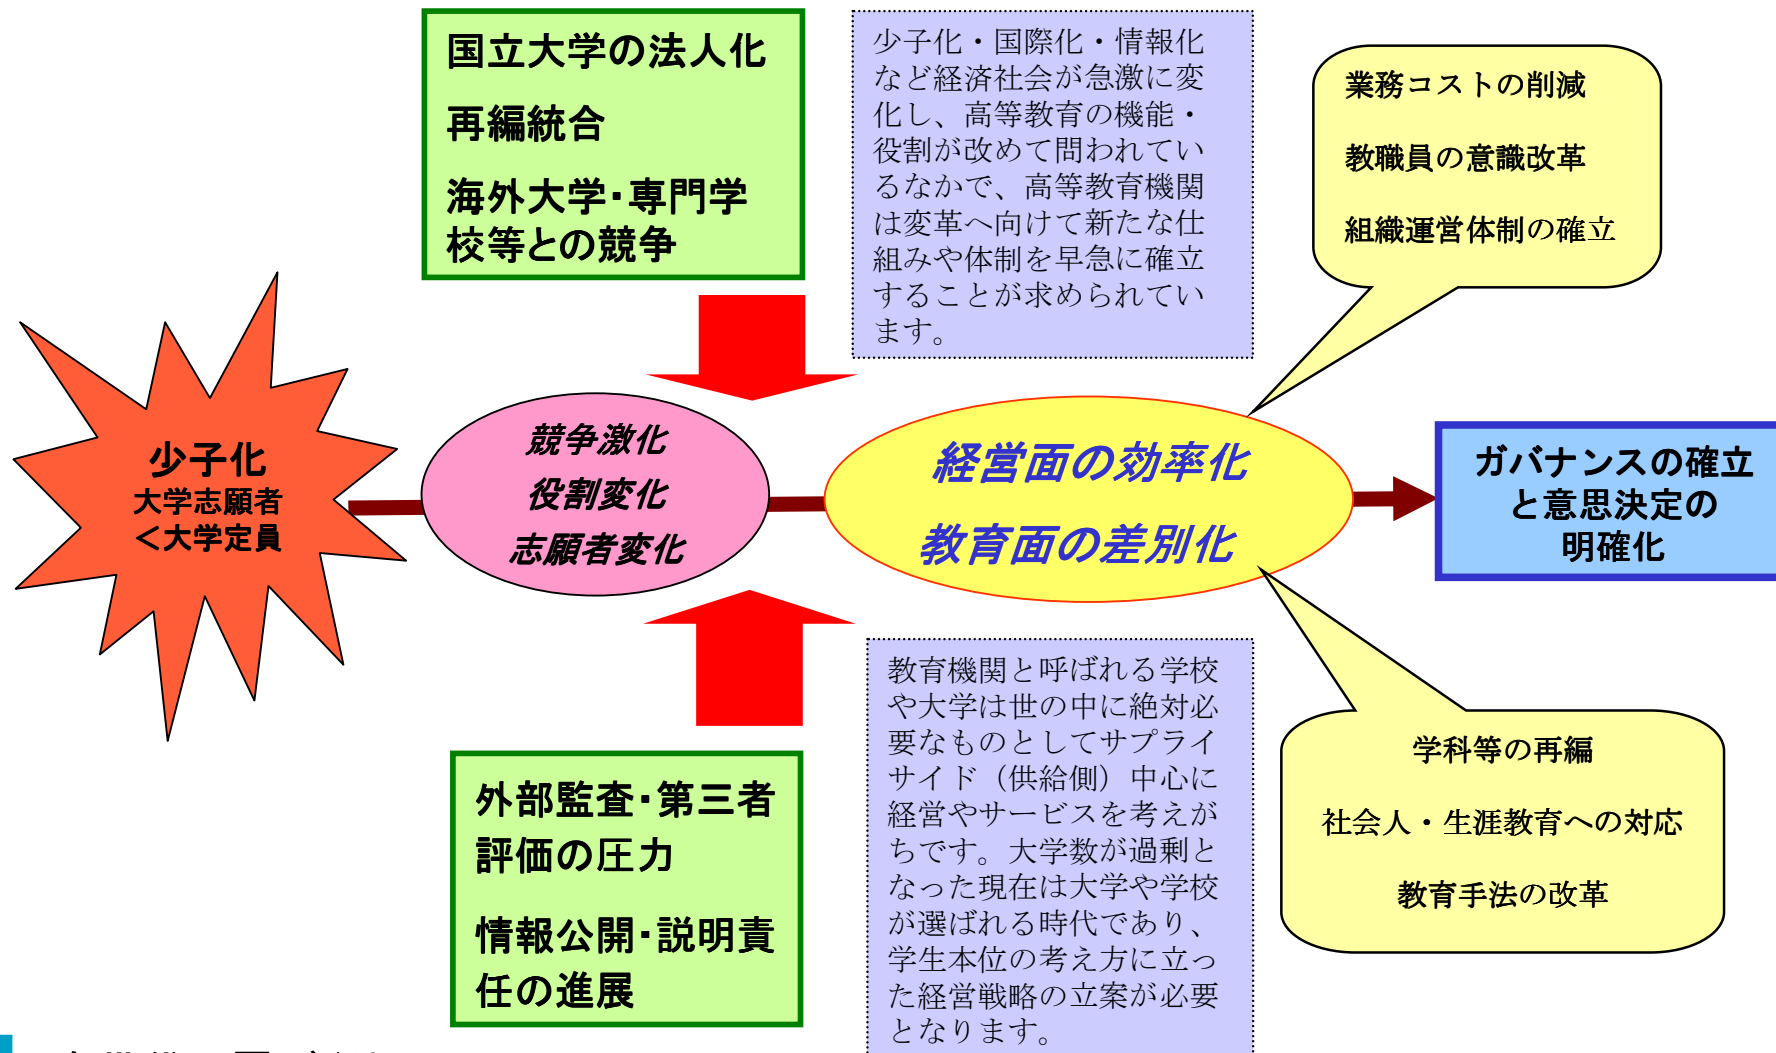 国立大学の法人化
再編統合
海外大学・専門学
校等との競争
少子化・国際化・情報化
など経済社会が急激に変
化し、高等教育の機能・
役割が改めて問われてい
るなかで、高等教育機関
は変革へ向けて新たな仕
組みや体制を早急に確立
することが求められてい
ます。
業務コストの削減
教職員の意識改革
組織運営体制の確立
少子化
大学志願者
<大学定員
競争激化
役割変化
志願者変化
経営面の効率化
教育面の差別化
ガバナンスの確立
と意思決定の
明確化
外部監査・第三者
評価の圧力
情報公開・説明責
任の進展
教育機関と呼ばれる学校
や大学は世の中に絶対必
要なものとしてサプライ
サイド（供給側）中心に
経営やサービスを考えが
ちです。大学数が過剰と
なった現在は大学や学校
が選ばれる時代であり、
学生本位の考え方に立っ
た経営戦略の立案が必要
となります。
学科等の再編
社会人・生涯教育への対応
教育手法の改革